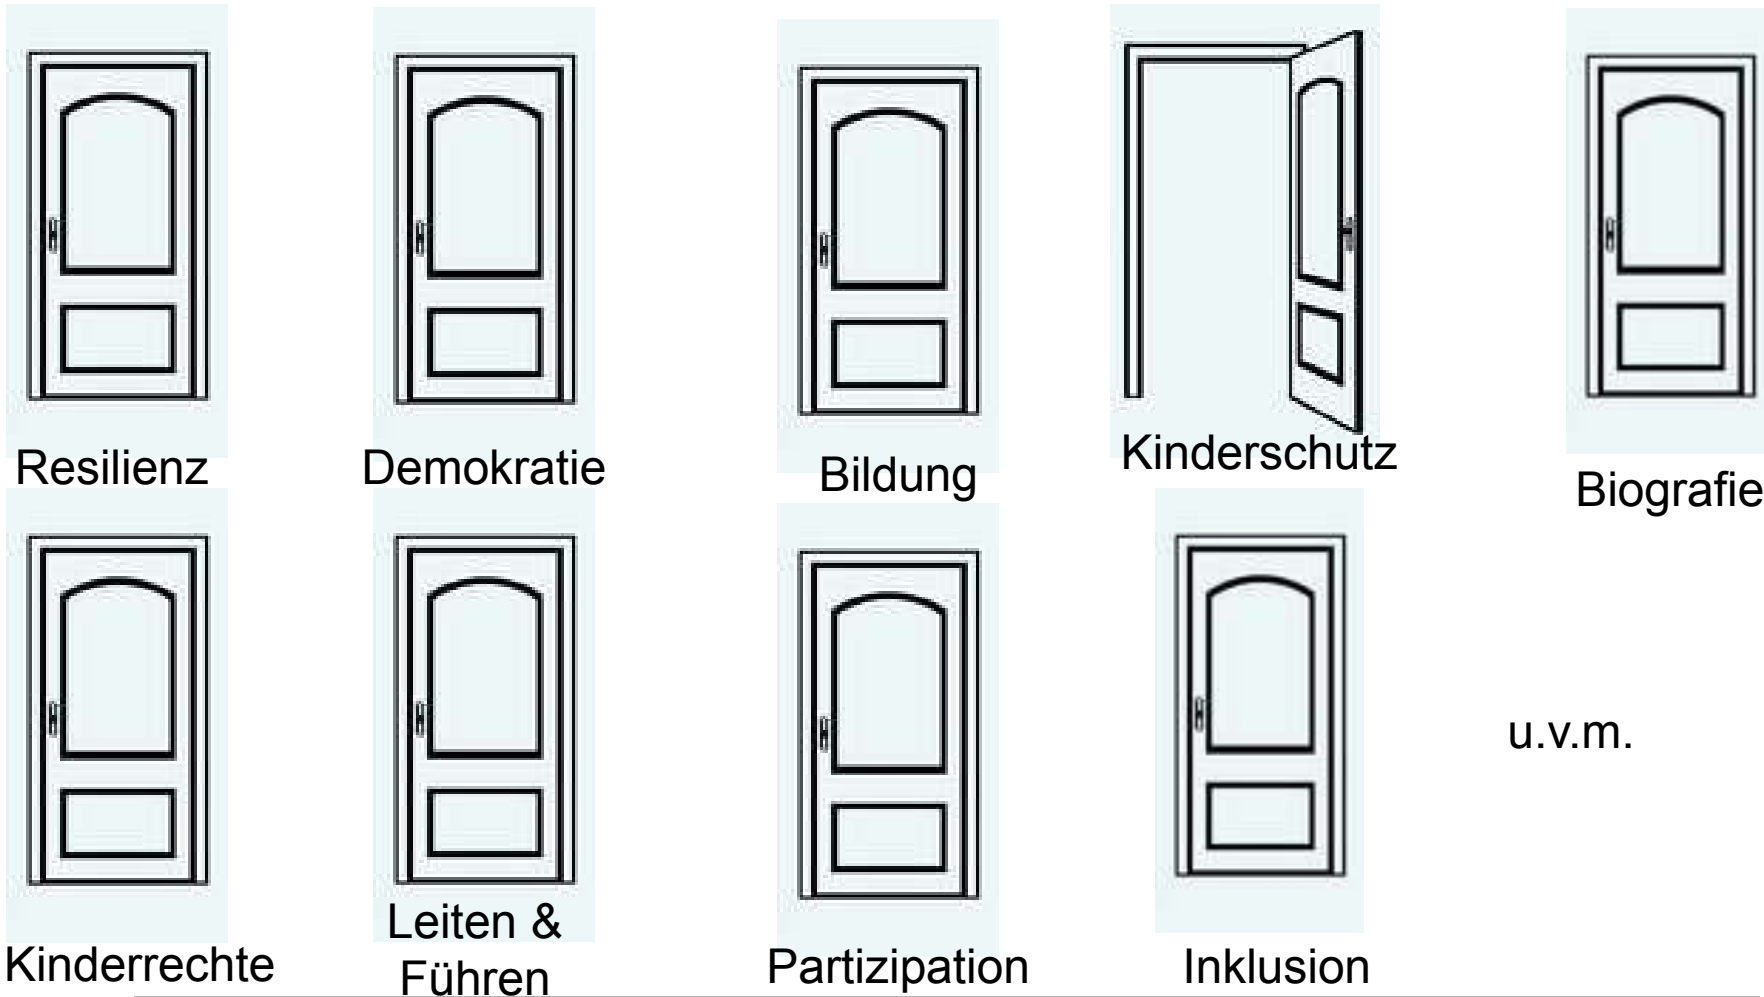 Resilienz
Demokratie
Bildung
Kinderschutz
Biografie
Kinderrechte
Leiten &
Führen
Partizipation
Inklusion
u.v.m.